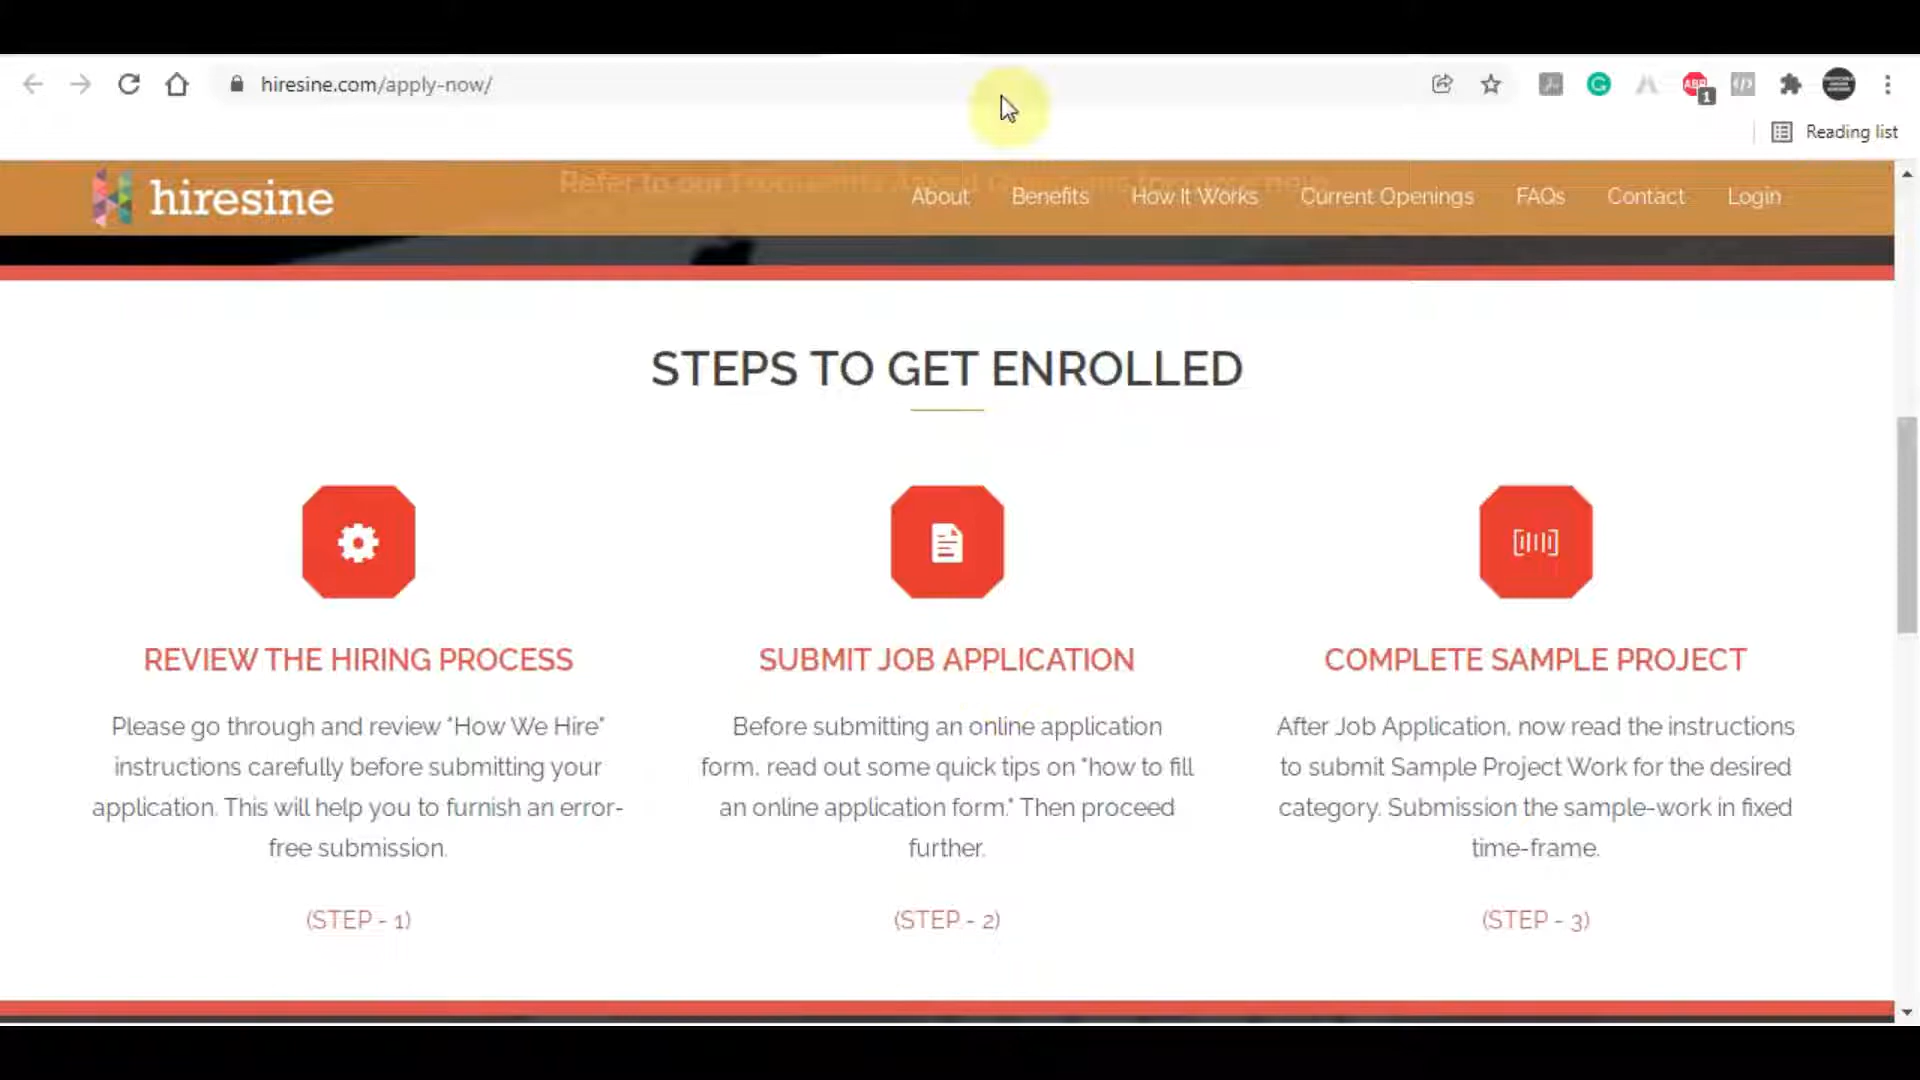 hiresine.com/apply-now/
ABP
1
Reading list
hiresine
About Benefits How It Works Current Openings FAQs Contact Login
STEPS TO GET ENROLLED
REVIEW THE HIRING PROCESS
Please go through and review "How We Hire"
instructions carefully before submitting your
application. This will help you to furnish an error-
free submission.
(STEP - 1)
SUBMIT JOB APPLICATION
Before submitting an online application
form, read out some quick tips on "how to fill
an online application form." Then proceed
further.
(STEP - 2)
COMPLETE SAMPLE PROJECT
After Job Application, now read the instructions
to submit Sample Project Work for the desired
category. Submission the sample-work in fixed
time-frame.
(STEP - 3)